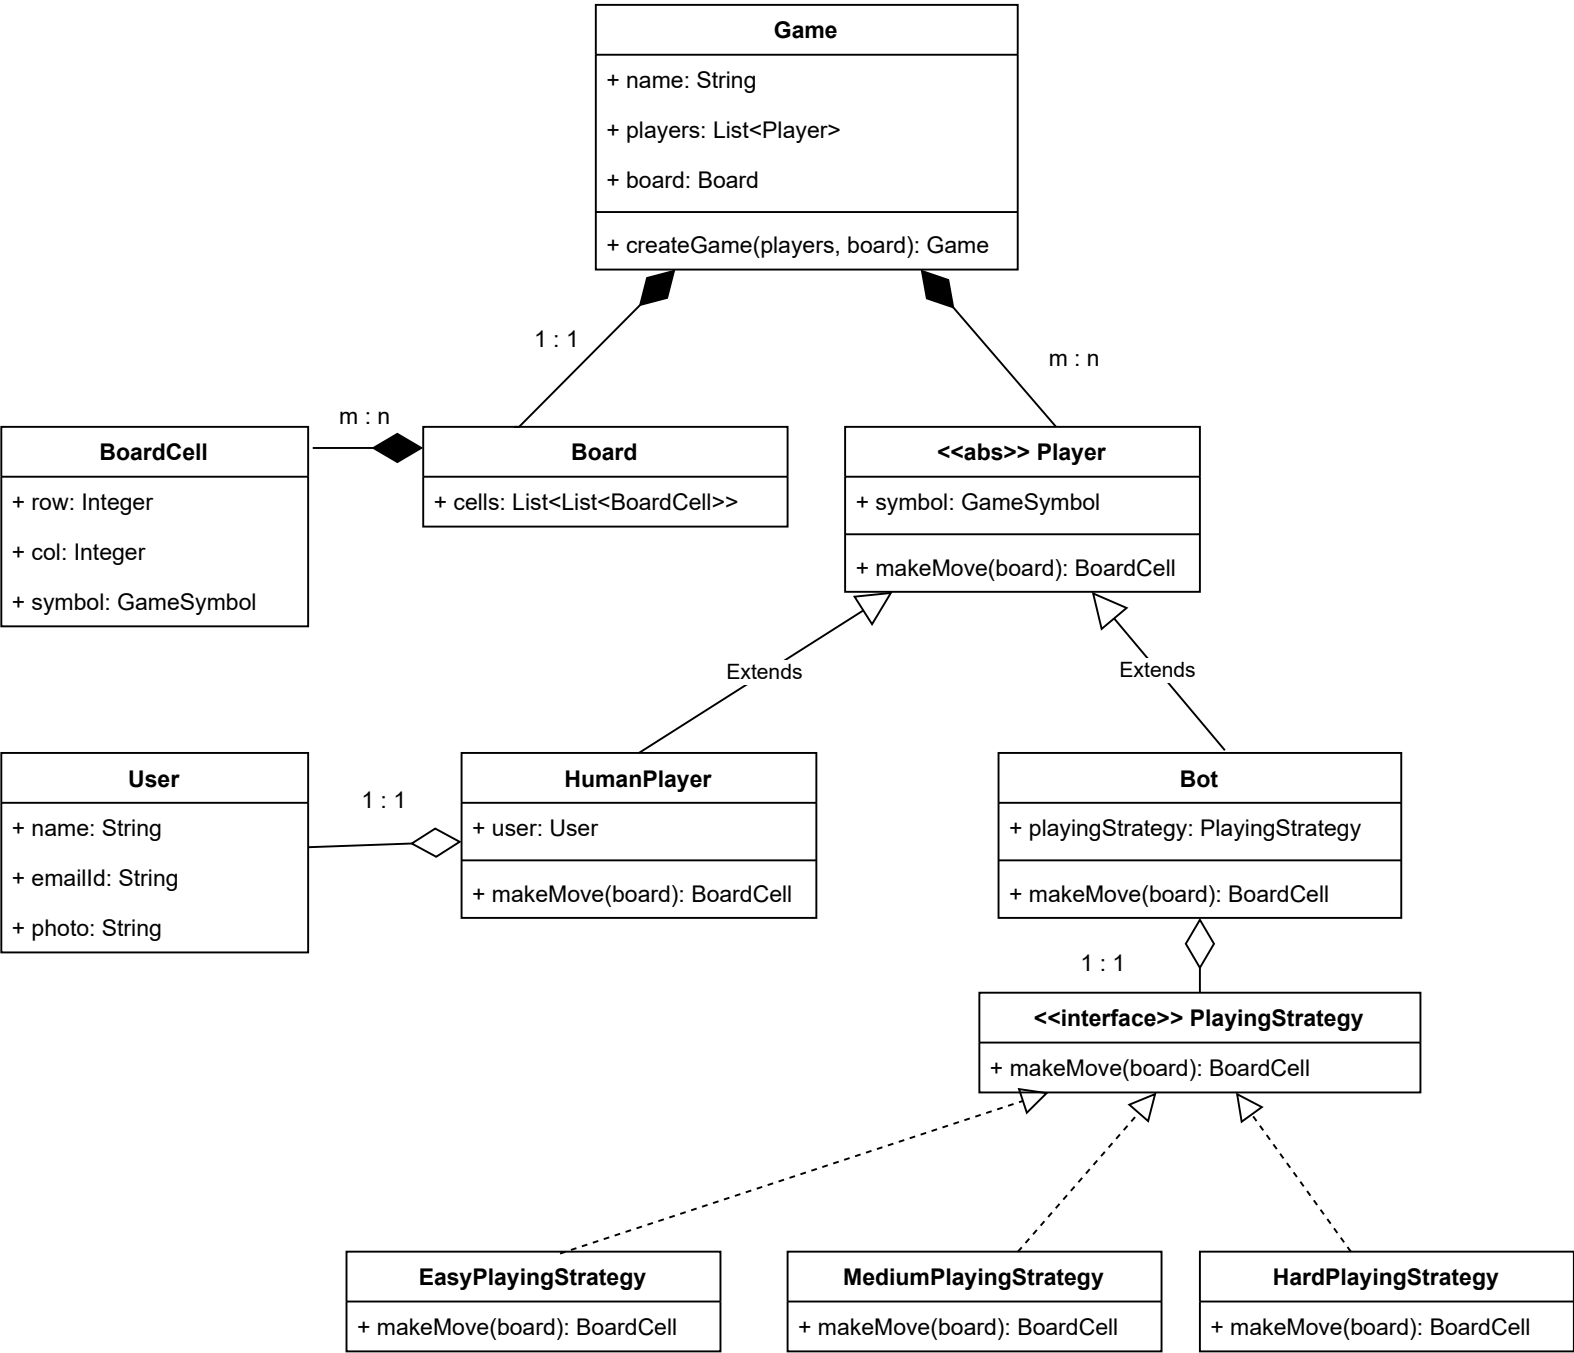 Game
+ name: String
+ players: List<Player>
+ board: Board
+ createGame(players, board): Game
1 : 1
m : n
m : n
BoardCell
+ row: Integer
+ col: Integer
+ symbol: GameSymbol
Board
+ cells: List<List<BoardCell>>
<<abs>> Player
+ symbol: GameSymbol
+ makeMove(board): BoardCell
Extends
Extends
User
+ name: String
+ emailId: String
+ photo: String
1 : 1
HumanPlayer
+ user: User
+ makeMove(board): BoardCell
Bot
+ playingStrategy: PlayingStrategy
+ makeMove(board): BoardCell
1 : 1
<<interface>> PlayingStrategy
+ makeMove(board): BoardCell
EasyPlayingStrategy
+ makeMove(board): BoardCell
MediumPlayingStrategy
+ makeMove(board): BoardCell
HardPlayingStrategy
+ makeMove(board): BoardCell